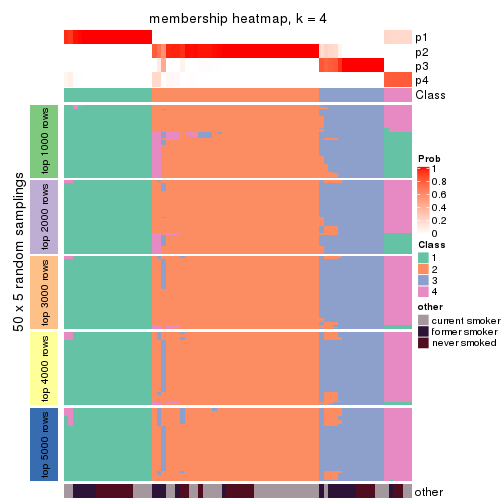 membership heatmap, k = 4
p1
p2
p3
p4
Class
50 x 5 random samplings
top 1000 rows
top 2000 rows
top 3000 rows
top 4000 rows
top 5000 rows
other
Prob
1
0.8
0.6
0.4
0.2
0
Class
1
2
3
4
other
current smoker
former smoker
never smoked